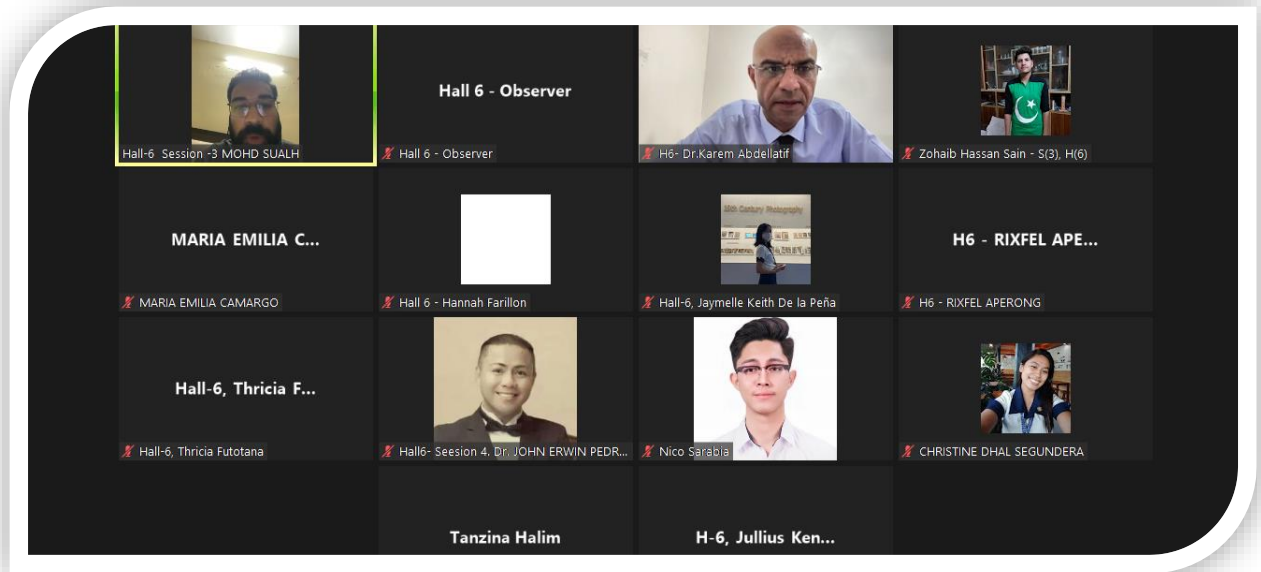 Hall-6 Session -3 MOHD SUALH
Hall 6 - Observer
Hall 6 - Observer
H6- Dr.Karem Abdellatif
Zohaib Hassan Sain - S(3), H(6)
MARIA EMILIA C...
MARIA EMILIA CAMARGO
Hall 6 - Hannah Farillon
19th Century Photography
Hall-6, Jaymelle Keith De la Peña
H6 - RIXFEL APE...
H6 - RIXFEL APERONG
Hall-6, Thricia F...
Hall-6, Thricia Futotana
Hall6- Seesion 4. Dr. JOHN ERWIN PEDR...
Nico Sarabia
CHRISTINE DHAL SEGUNDERA
Tanzina Halim
H-6, Jullius Ken...